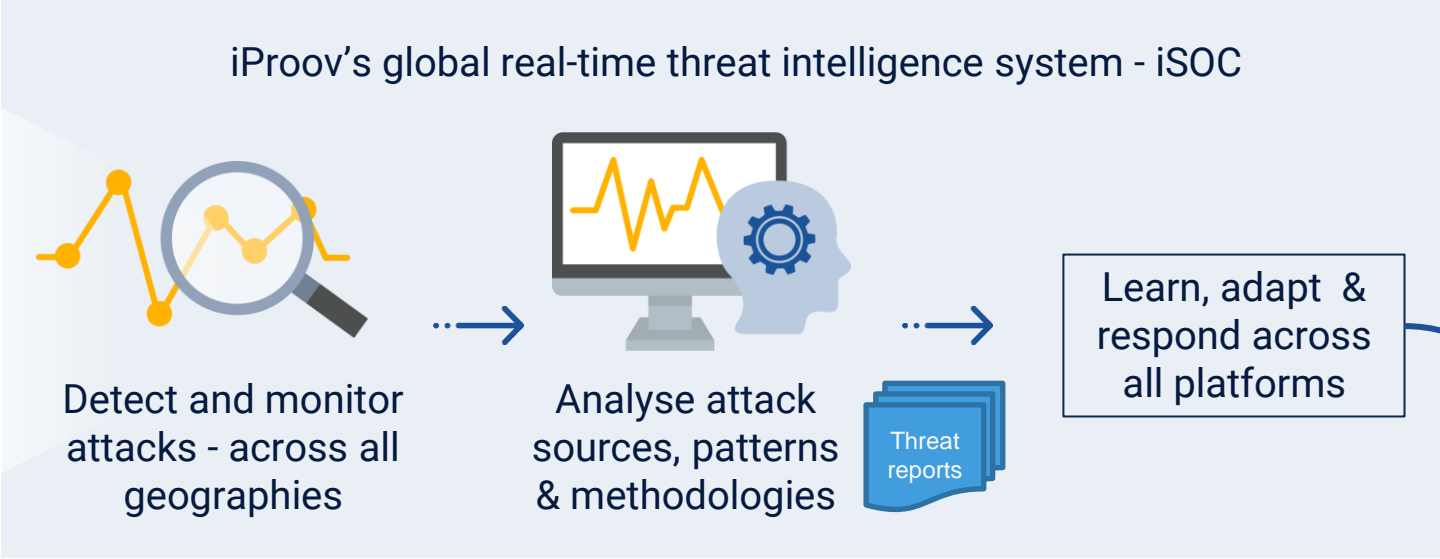 iProov’s global real-time threat intelligence system - iSOC
Detect and monitor
attacks - across all
geographies
Analyse attack
sources, patterns
& methodologies
Threat
reports
Learn, adapt  &
respond across
all platforms